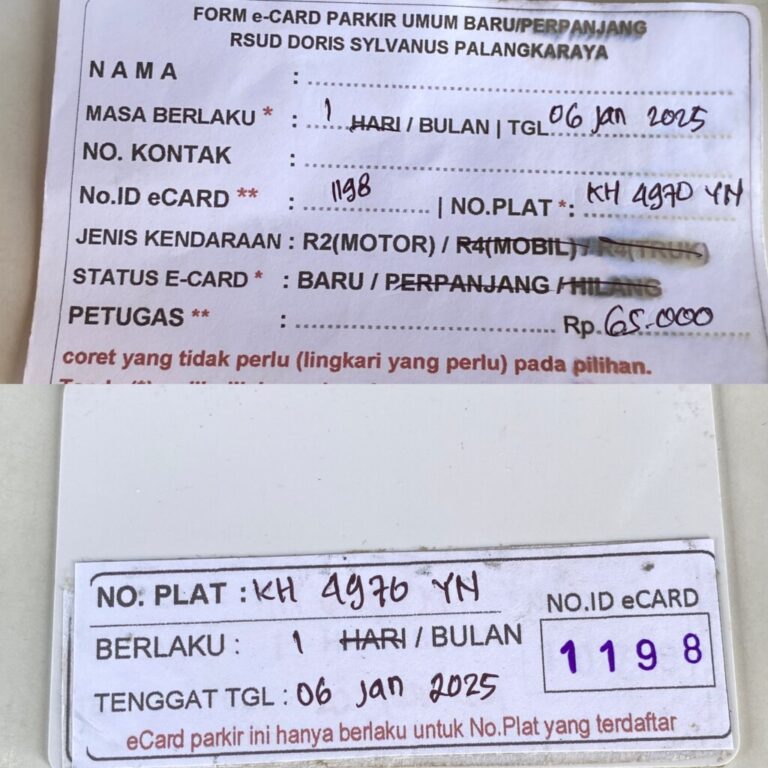 FORM e-CARD PARKIR UMUM BARU/PERPANJANG
RSUD DORIS SYLVANUS PALANGKARAYA
NAMA : 
MASA BERLAKU * : 1 HARI / BULAN | TGL 06 Jan 2025
NO. KONTAK :
No.ID eCARD ** : 1198 | NO.PLAT *: KH 4970 YN
JENIS KENDARAAN : R2(MOTOR) / R4(MOBIL) / R4(TRUK)
STATUS E-CARD * : BARU / PERPANJANG / HILANG
PETUGAS ** : Rp. 65.000
coret yang tidak perlu (lingkari yang perlu) pada pilihan.
NO. PLAT : KH 4970 YN
NO.ID eCARD
BERLAKU : 1 HARI / BULAN
1198
TENGGAT TGL : 06 Jan 2025
eCard parkir ini hanya berlaku untuk No.Plat yang terdaftar